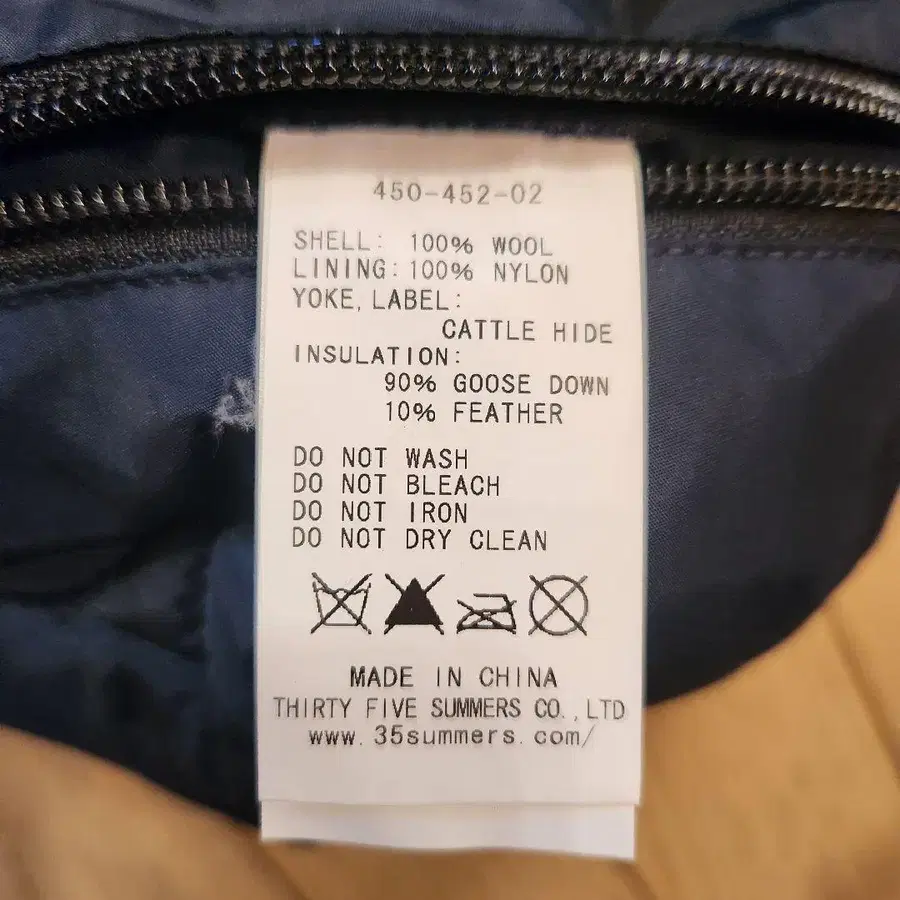 450-452-02
SHELL: 100% WOOL
LINING: 100% NYLON
YOKE, LABEL:
CATTLE HIDE
INSULATION:
90% GOOSE DOWN
10% FEATHER
DO NOT WASH
DO NOT BLEACH
DO NOT IRON
DO NOT DRY CLEAN
MADE IN CHINA
THIRTY FIVE SUMMERS CO.,LTD
www.35summers.com/